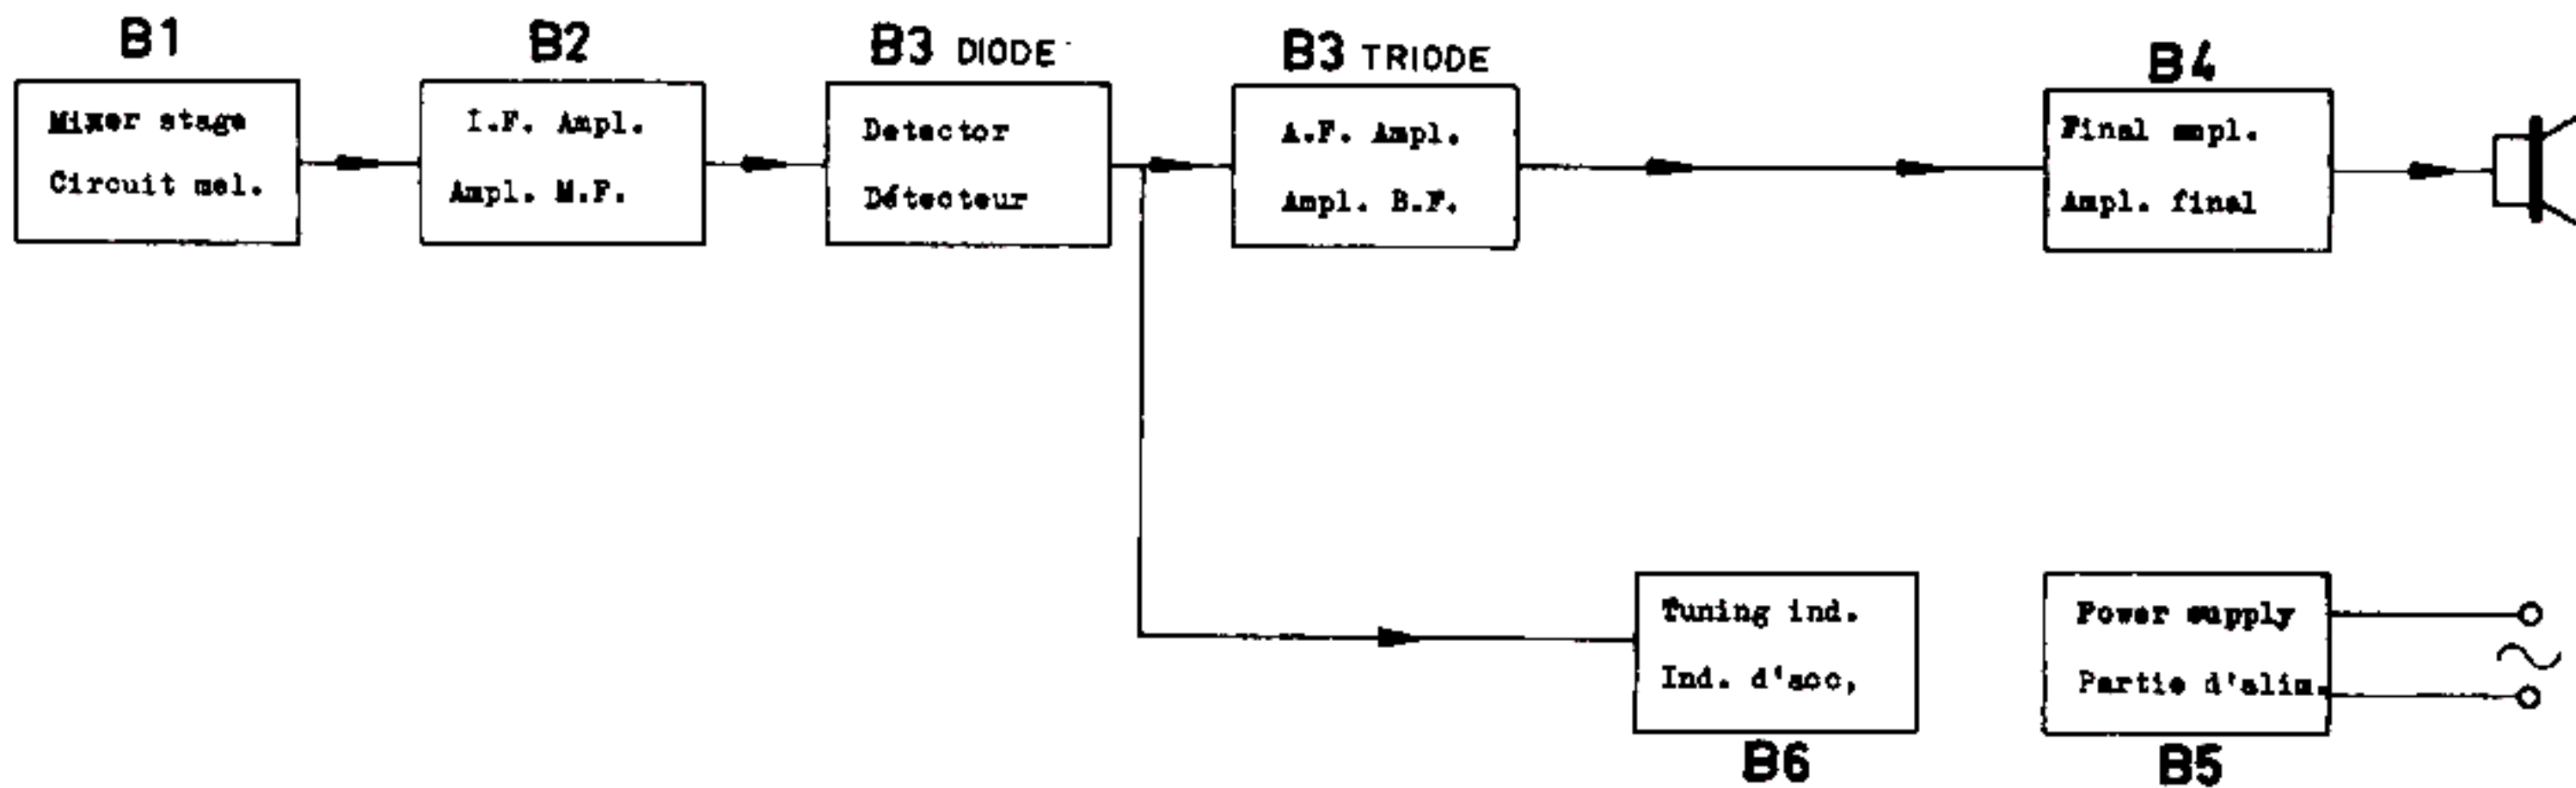 B1
Mixer stage
Circuit mel.
B2
I.F. Ampl.
Ampl. M.F.
B3 DIODE
Detector
Détecteur
B3 TRIODE
A.F. Ampl.
Ampl. B.F.
B4
Final ampl.
Ampl. final
Tuning ind.
Ind. d'acc,
B6
Power supply
Partie d'alim.
B5